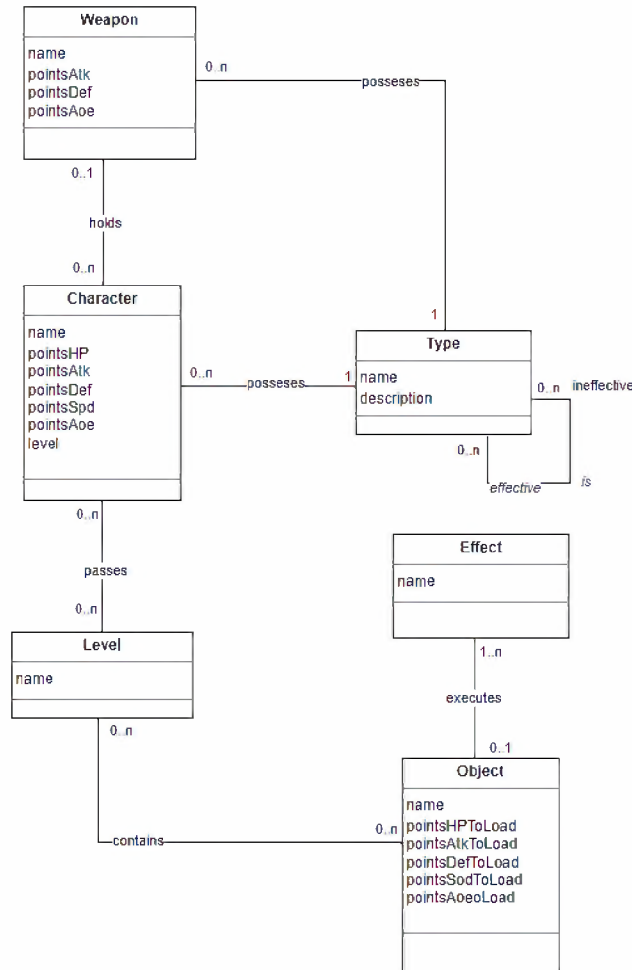 Weapon
name
pointsAtk
pointsDef
pointsAoe
0..n
posseses
0..1
holds
0..n
Character
name
pointsHP
pointsAtk
pointsDef
pointsSpd
pointsAoe
level
0..n
posseses
1
1
Type
name
description
0..n
ineffective
0..n
effective
is
0..n
passes
0..n
Level
name
0..n
Effect
name
1..n
executes
0..1
contains
0..n
Object
name
pointsHPToLoad
pointsAtkToLoad
pointsDefToLoad
pointsSodToLoad
pointsAoeoLoad